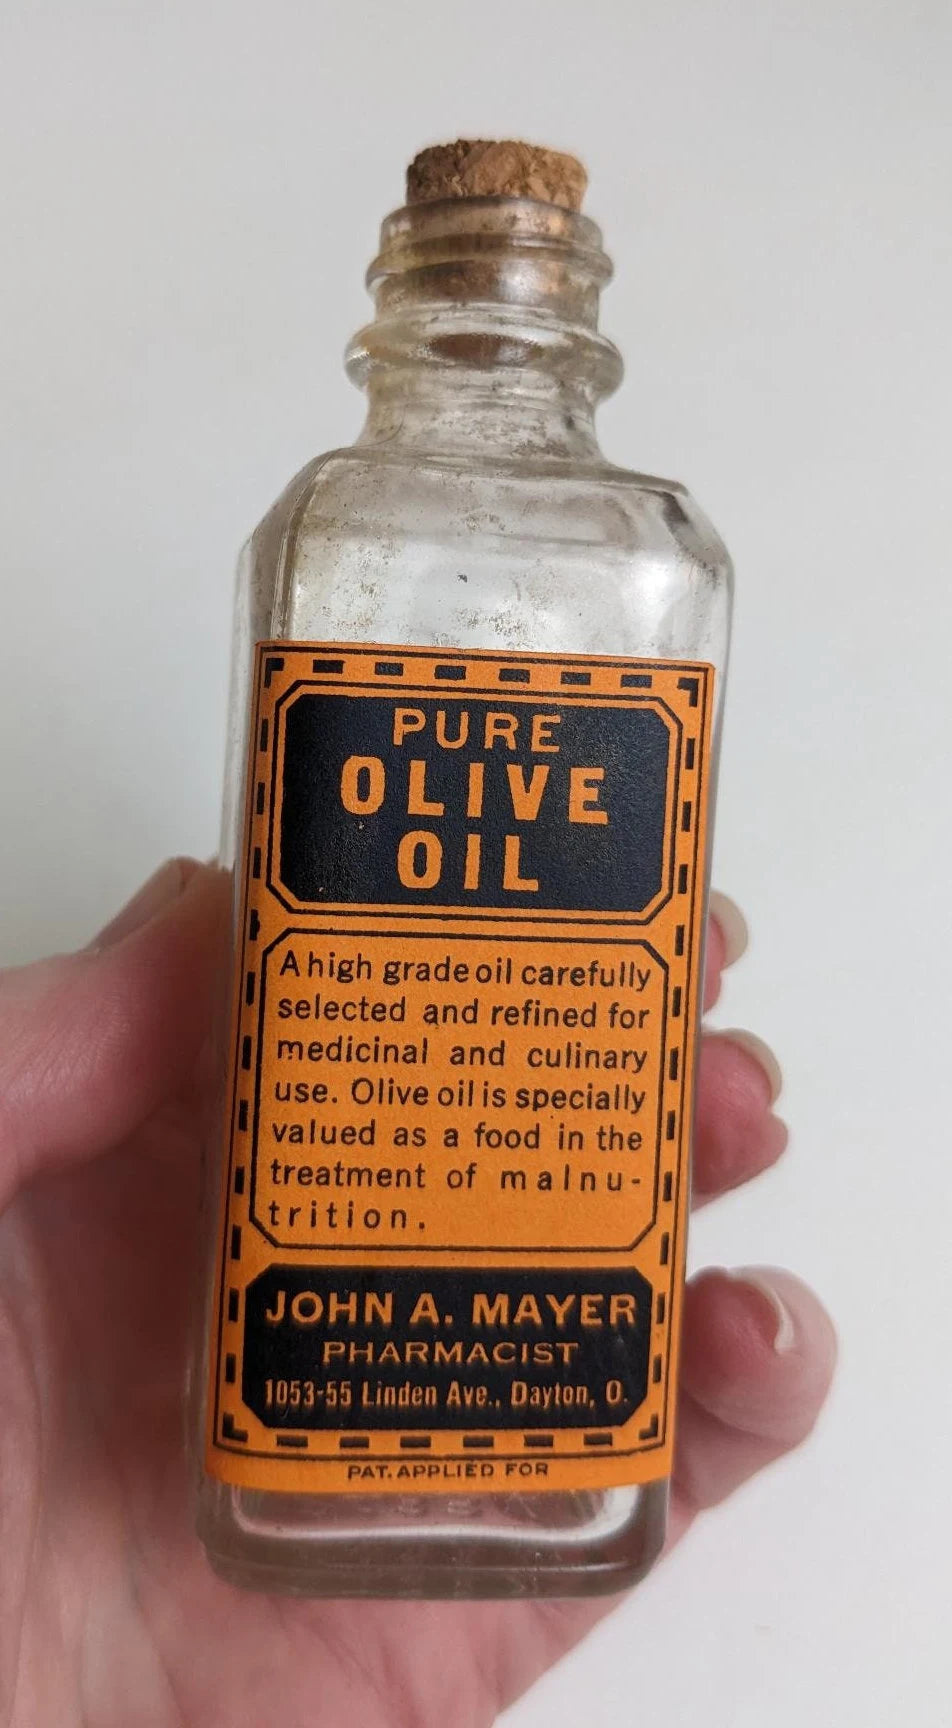 PURE
OLIVE
OIL
A high grade oil carefully
selected and refined for
medicinal and culinary
use. Olive oil is specially
valued as a food in the
treatment of malnu-
trition.
JOHN A. MAYER
PHARMACIST
1053-55 Linden Ave., Dayton, O.
PAT. APPLIED FOR